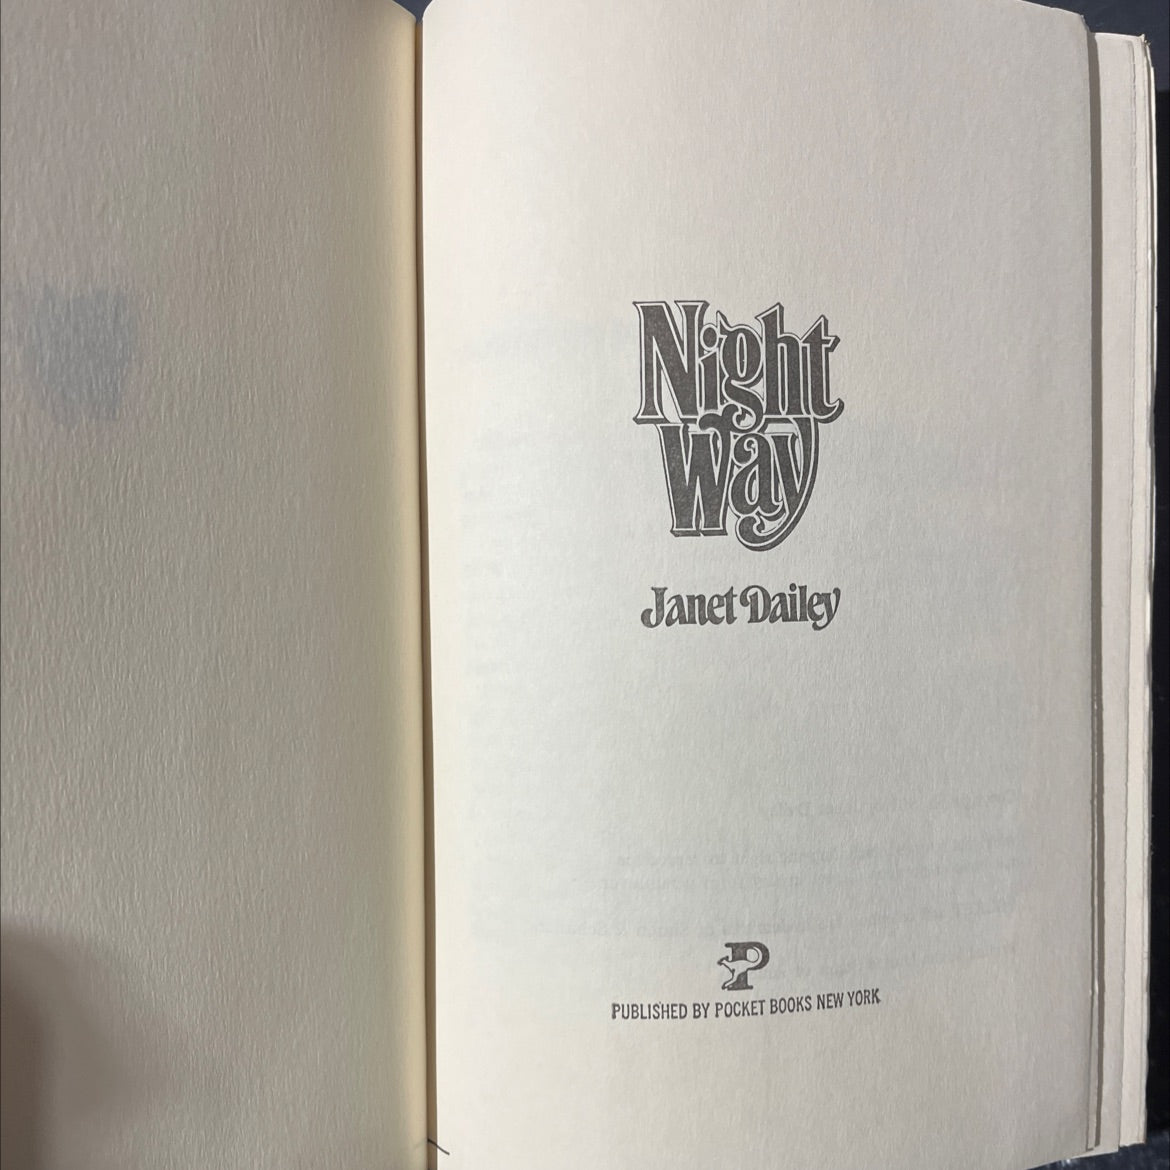 Night
Way
Janet Dailey
P
PUBLISHED BY POCKET BOOKS NEW YORK